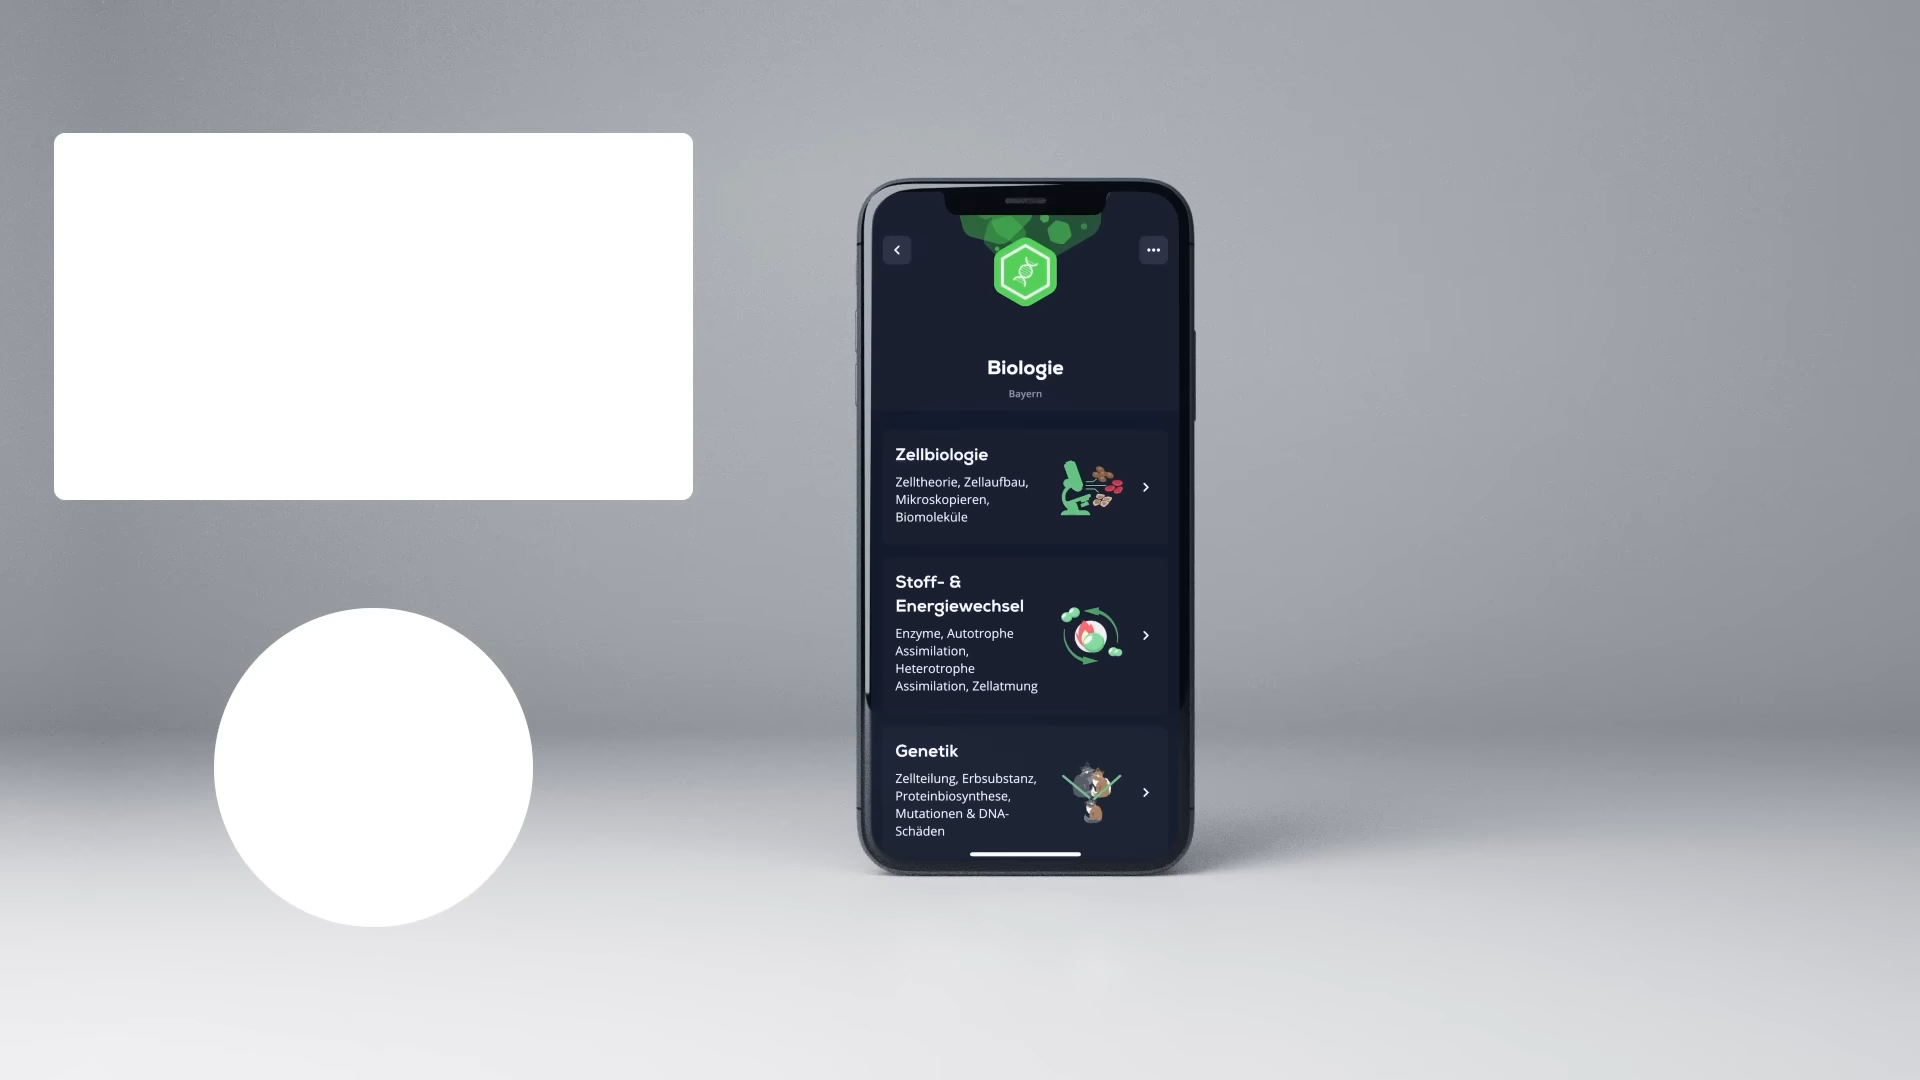 Biologie
Bayern
Zellbiologie
Zelltheorie, Zellaufbau,
Mikroskopieren,
Biomoleküle
Stoff- &
Energiewechsel
Enzyme, Autotrophe
Assimilation,
Heterotrophe
Assimilation, Zellatmung
Genetik
Zellteilung, Erbsubstanz,
Proteinbiosynthese,
Mutationen & DNA-
Schäden